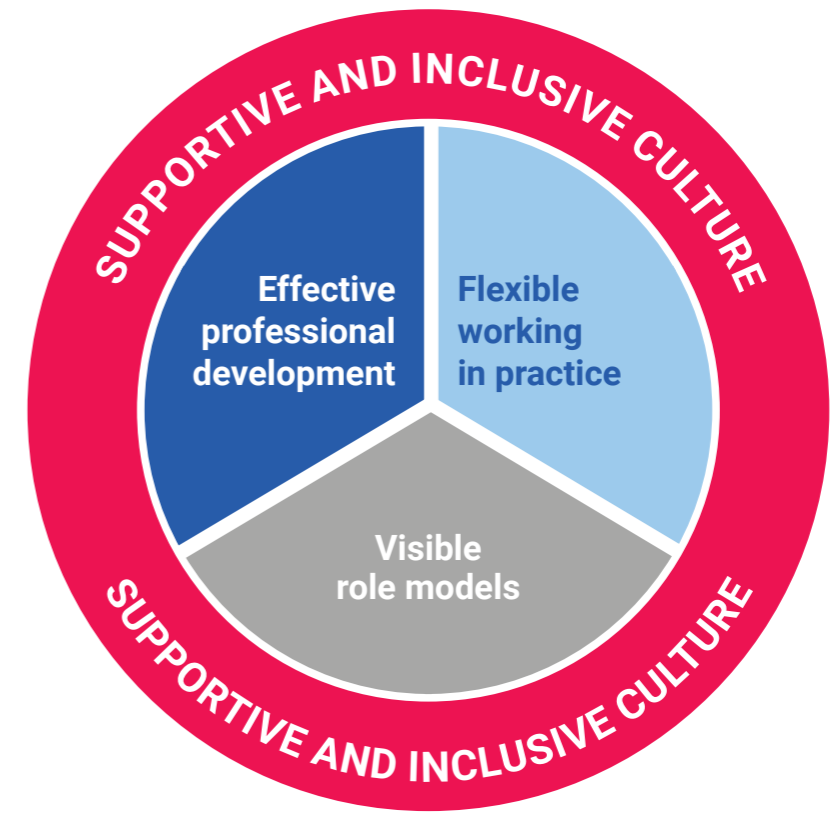 SUPPORTIVE AND INCLUSIVE CULTURE
Effective
professional
development
Flexible
working
in practice
Visible
role models
SUPPORTIVE AND INCLUSIVE CULTURE